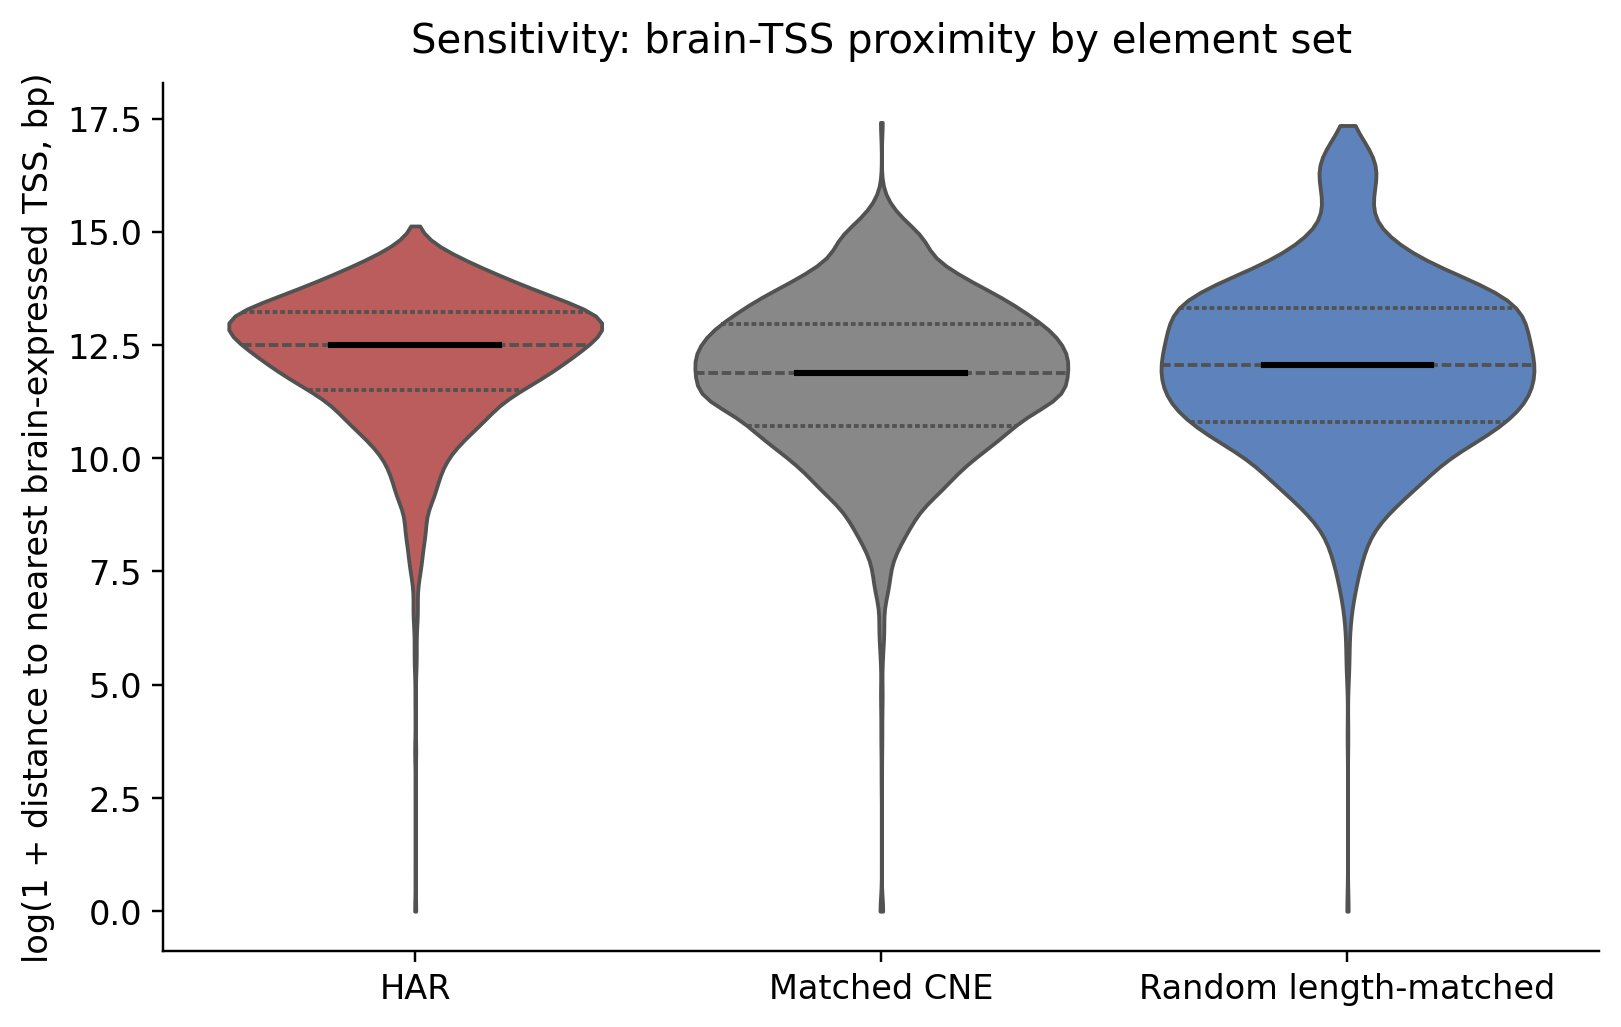 Sensitivity: brain-TSS proximity by element set
log(1 + distance to nearest brain-expressed TSS, bp)
17.5
15.0
12.5
10.0
7.5
5.0
2.5
0.0
HAR
Matched CNE
Random length-matched